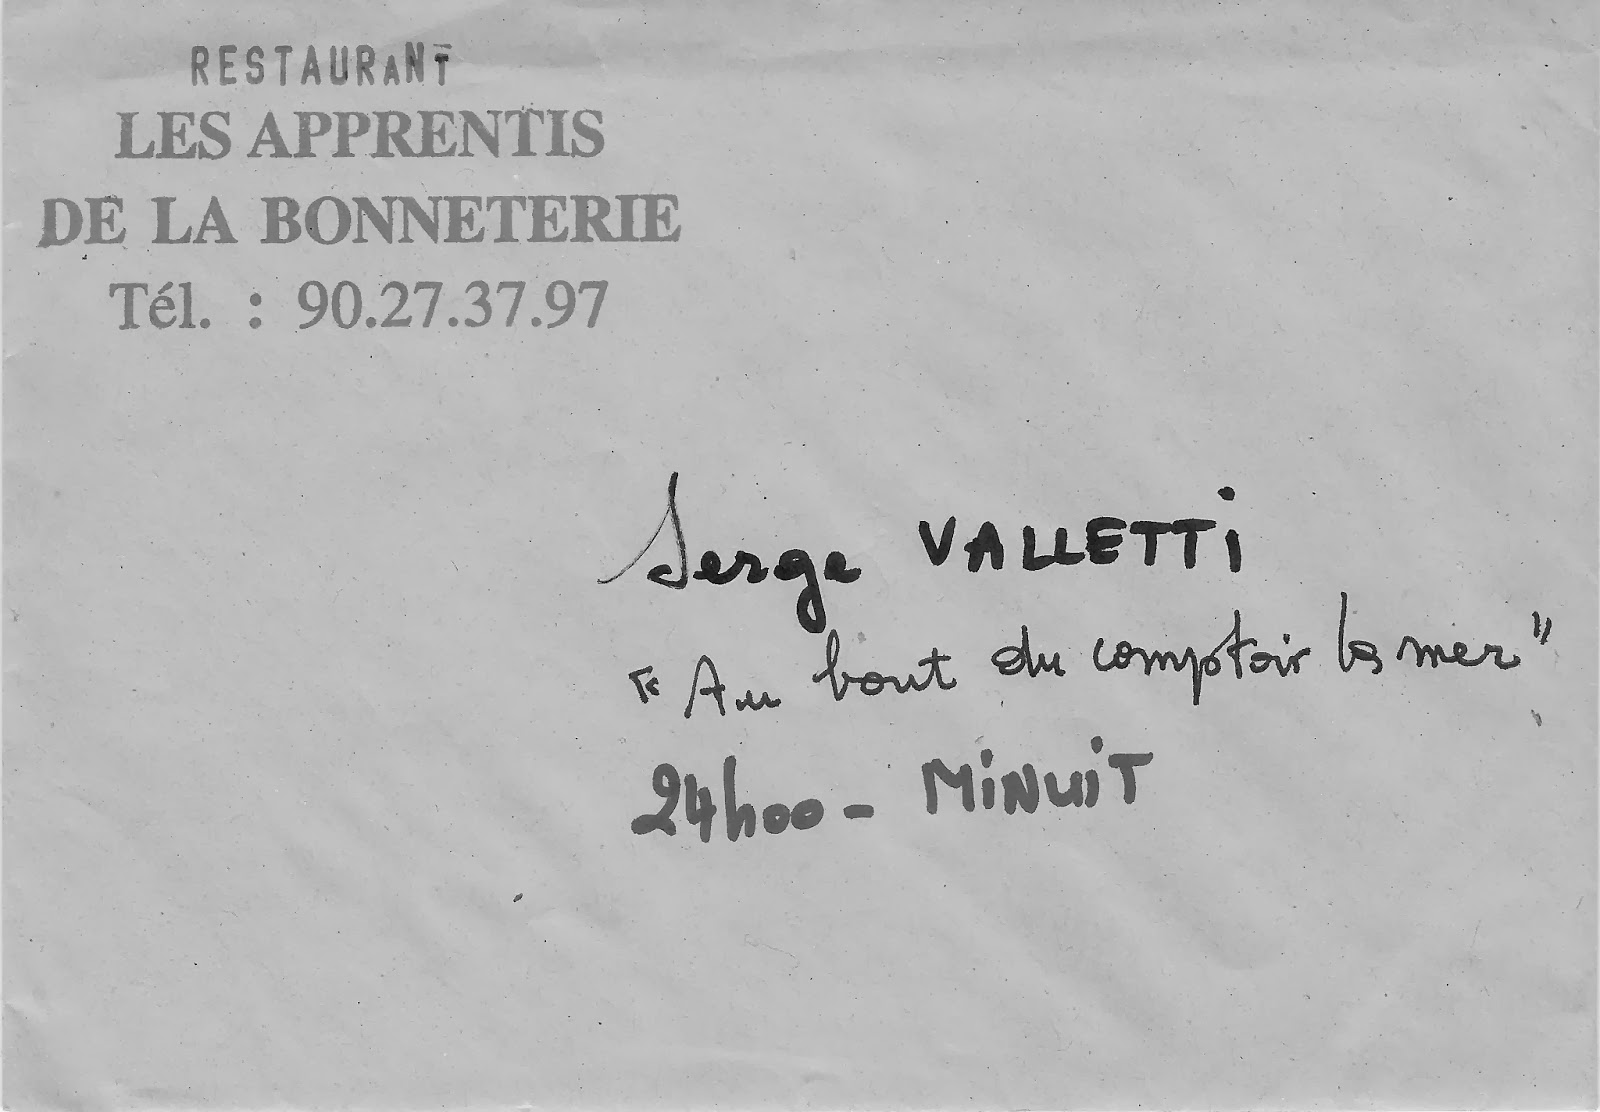 RESTAURANT
LES APPRENTIS
DE LA BONNETERIE
Tél. : 90.27.37.97
Serge VALLETTI
"Au bout du comptoir la mer"
24h00 - MINUIT